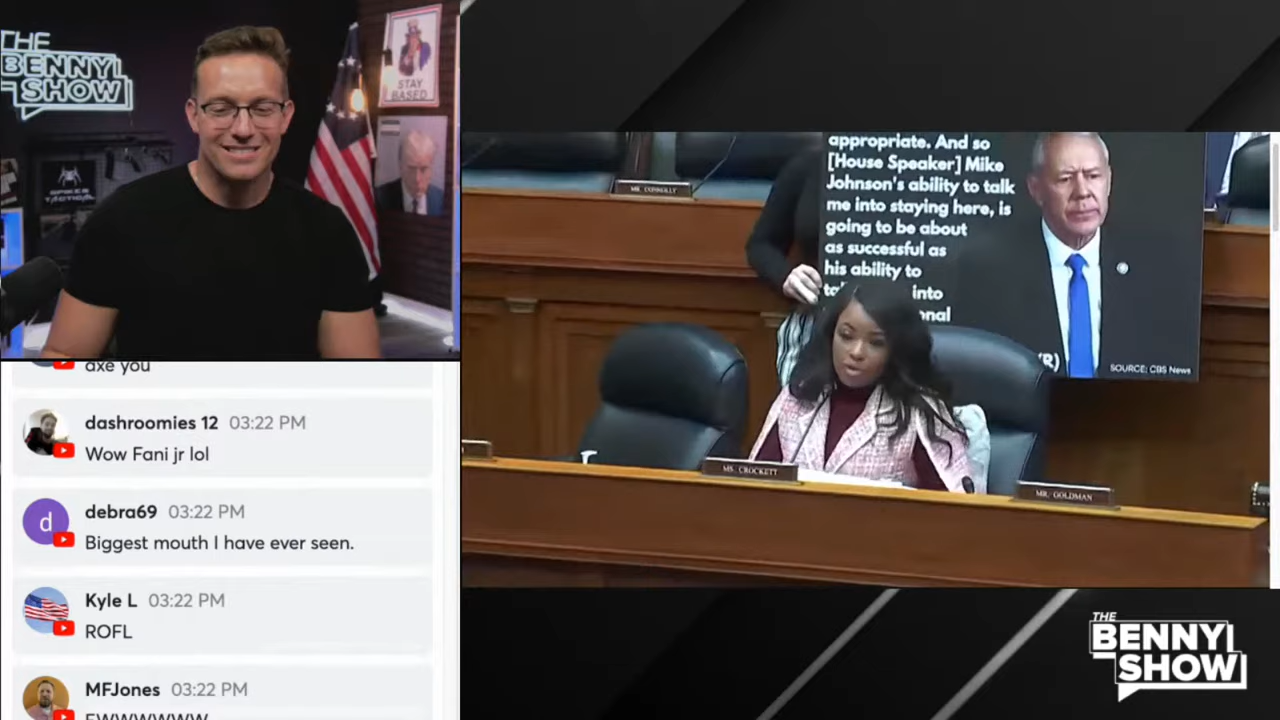 THE
BENNY
SHOW
STAY
BASED
axe you
dashroomies 12 03:22 PM
Wow Fani jr lol
d
debra69 03:22 PM
Biggest mouth I have ever seen.
Kyle L 03:22 PM
ROFL
MFJones 03:22 PM
EWWWWWW
MR. CONNOLLY
appropriate. And so
[House Speaker] Mike
Johnson's ability to talk
me into staying here, is
going to be about
as successful as
his ability to
into
SOURCE: CBS News
MS. CROCKETT
MR. GOLDMAN
THE
BENNY
SHOW